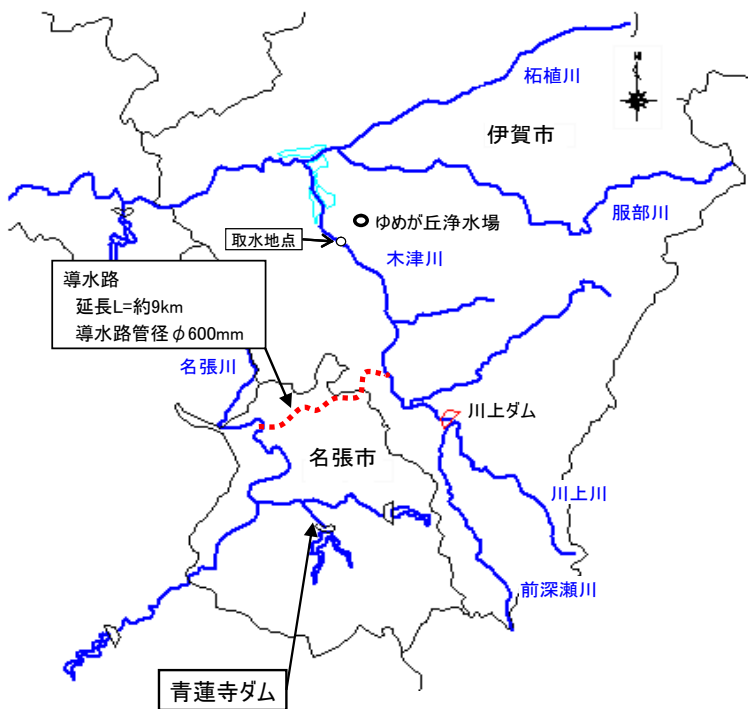 N
柘植川
伊賀市
服部川
ゆめが丘浄水場
取水地点
木津川
導水路
延長L=約9km
導水路管径φ600mm
名張川
川上ダム
名張市
川上川
前深瀬川
青蓮寺ダム